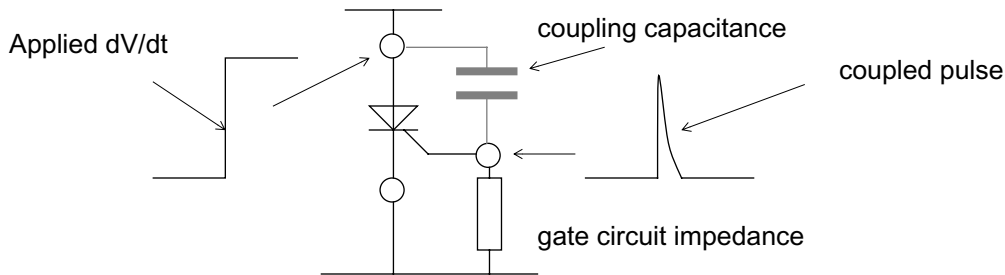 coupling capacitance
Applied dV/dt
coupled pulse
gate circuit impedance